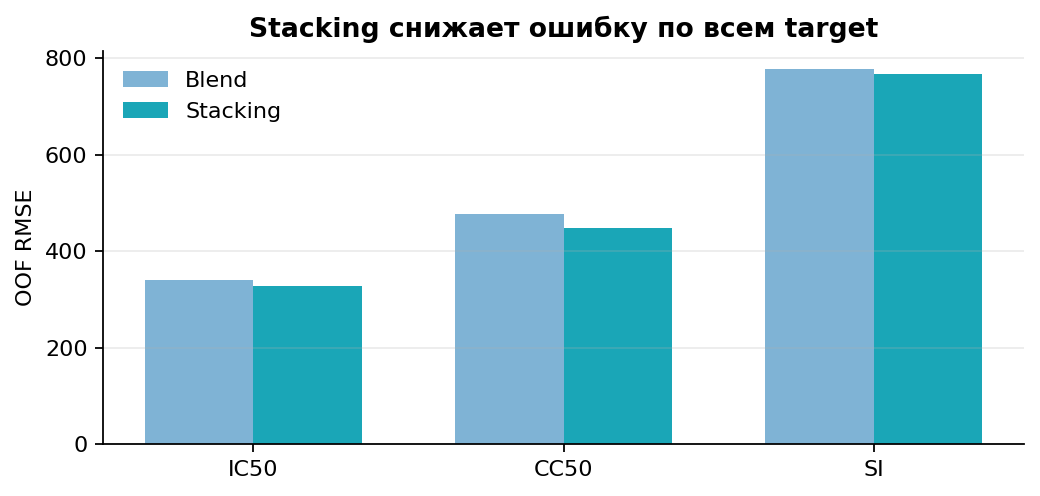 Stacking снижает ошибку по всем target
Blend
Stacking
OOF RMSE
800
600
400
200
0
IC50
CC50
SI